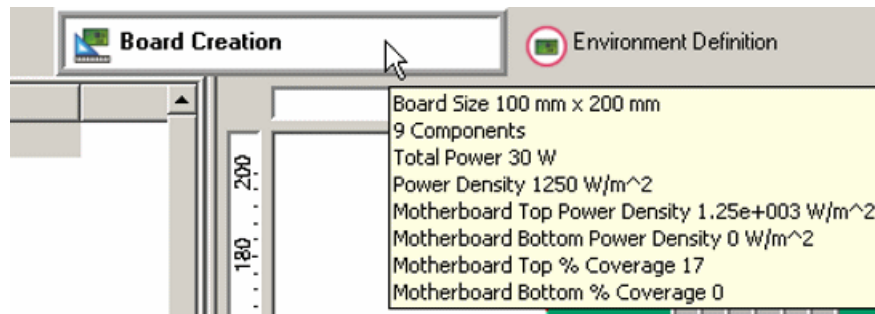 Board Creation
Environment Definition
Board Size 100 mm x 200 mm
9 Components
Total Power 30 W
Power Density 1250 W/m^2
Motherboard Top Power Density 1.25e+003 W/m^2
Motherboard Bottom Power Density 0 W/m^2
Motherboard Top % Coverage 17
Motherboard Bottom % Coverage 0
200
180